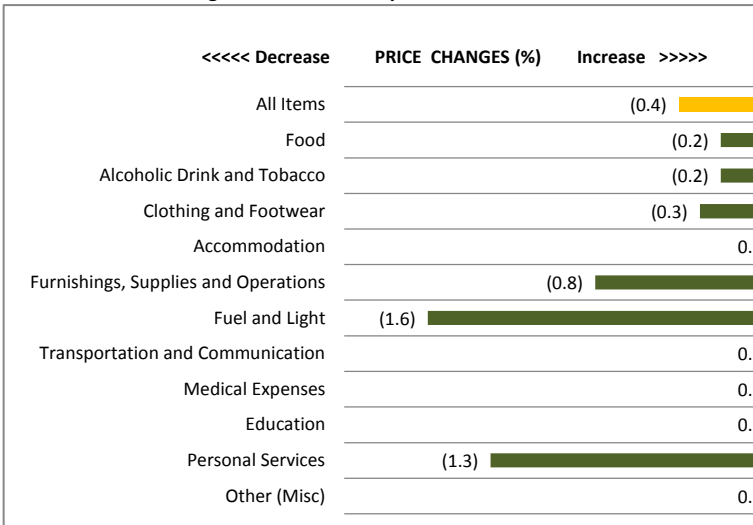 <<<<< Decrease PRICE CHANGES (%) Increase >>>>>
All Items (0.4)
Food (0.2)
Alcoholic Drink and Tobacco (0.2)
Clothing and Footwear (0.3)
Accommodation 0.
Furnishings, Supplies and Operations (0.8)
Fuel and Light (1.6)
Transportation and Communication 0.
Medical Expenses 0.
Education 0.
Personal Services (1.3)
Other (Misc) 0.